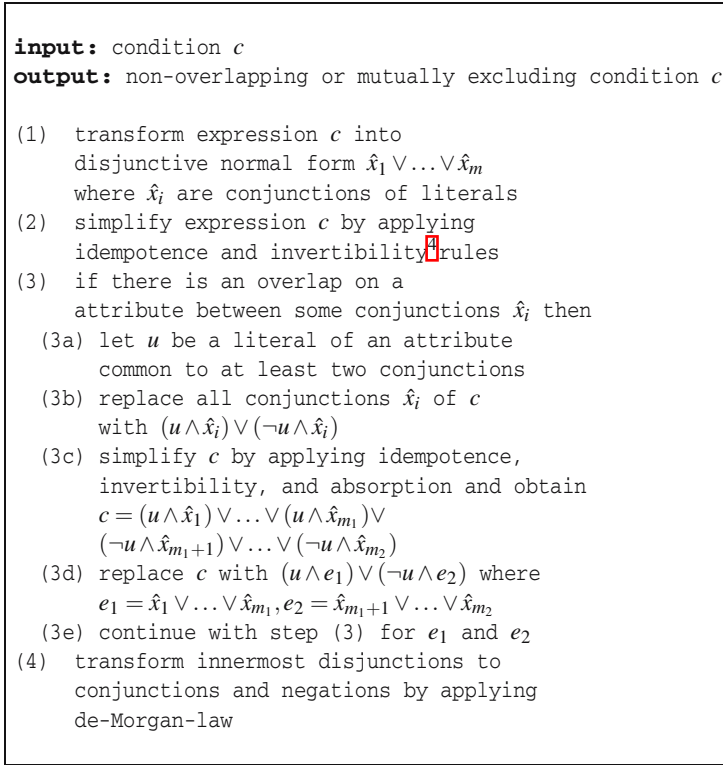 input: condition c
output: non-overlapping or mutually excluding condition c
(1) transform expression c into
disjunctive normal form x̂₁ ∨ … ∨ x̂ₘ
where x̂ᵢ are conjunctions of literals
(2) simplify expression c by applying
idempotence and invertibility⁴ rules
(3) if there is an overlap on a
attribute between some conjunctions x̂ᵢ then
(3a) let u be a literal of an attribute
common to at least two conjunctions
(3b) replace all conjunctions x̂ᵢ of c
with (u ∧ x̂ᵢ) ∨ (¬u ∧ x̂ᵢ)
(3c) simplify c by applying idempotence,
invertibility, and absorption and obtain
c = (u ∧ x̂₁) ∨ … ∨ (u ∧ x̂ₘ₁) ∨
(¬u ∧ x̂ₘ₁₊₁) ∨ … ∨ (¬u ∧ x̂ₘ₂)
(3d) replace c with (u ∧ e₁) ∨ (¬u ∧ e₂) where
e₁ = x̂₁ ∨ … ∨ x̂ₘ₁, e₂ = x̂ₘ₁₊₁ ∨ … ∨ x̂ₘ₂
(3e) continue with step (3) for e₁ and e₂
(4) transform innermost disjunctions to
conjunctions and negations by applying
de-Morgan-law